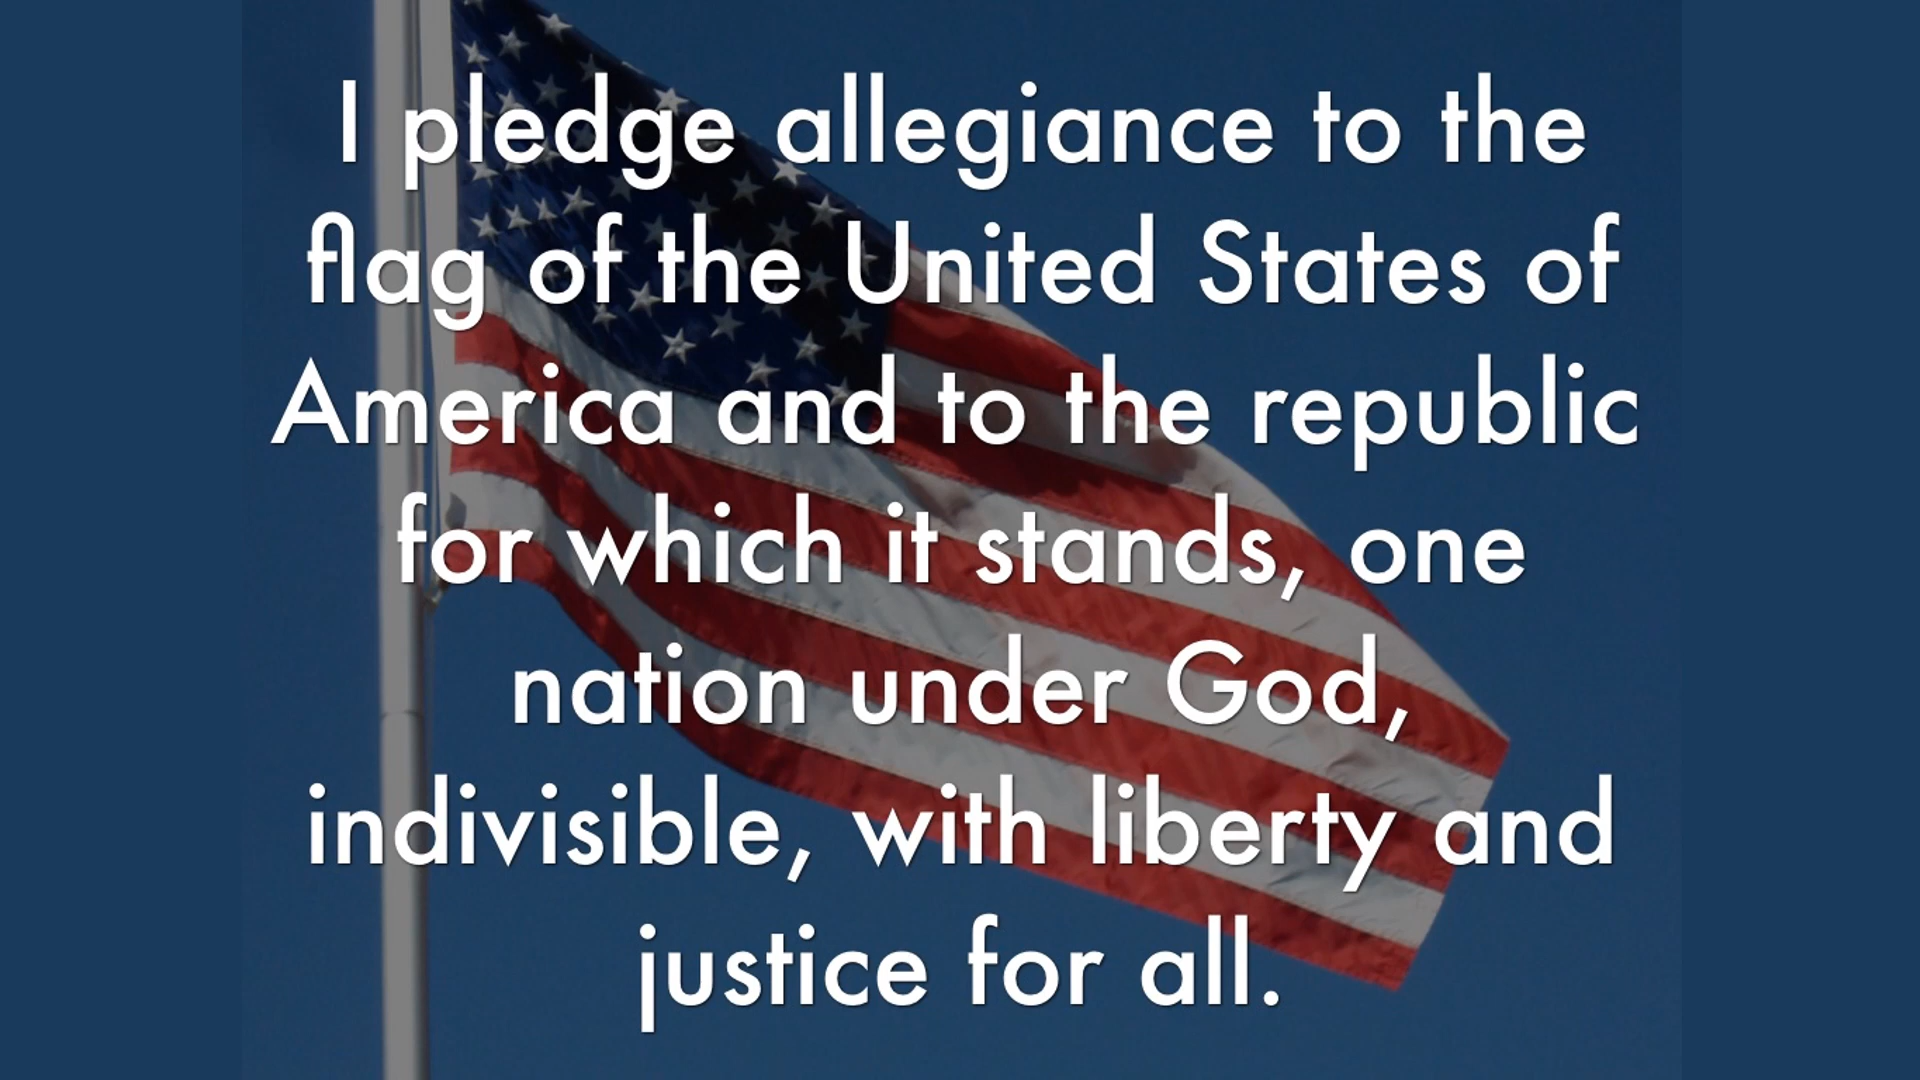 I pledge allegiance to the
flag of the United States of
America and to the republic
for which it stands, one
nation under God,
indivisible, with liberty and
justice for all.